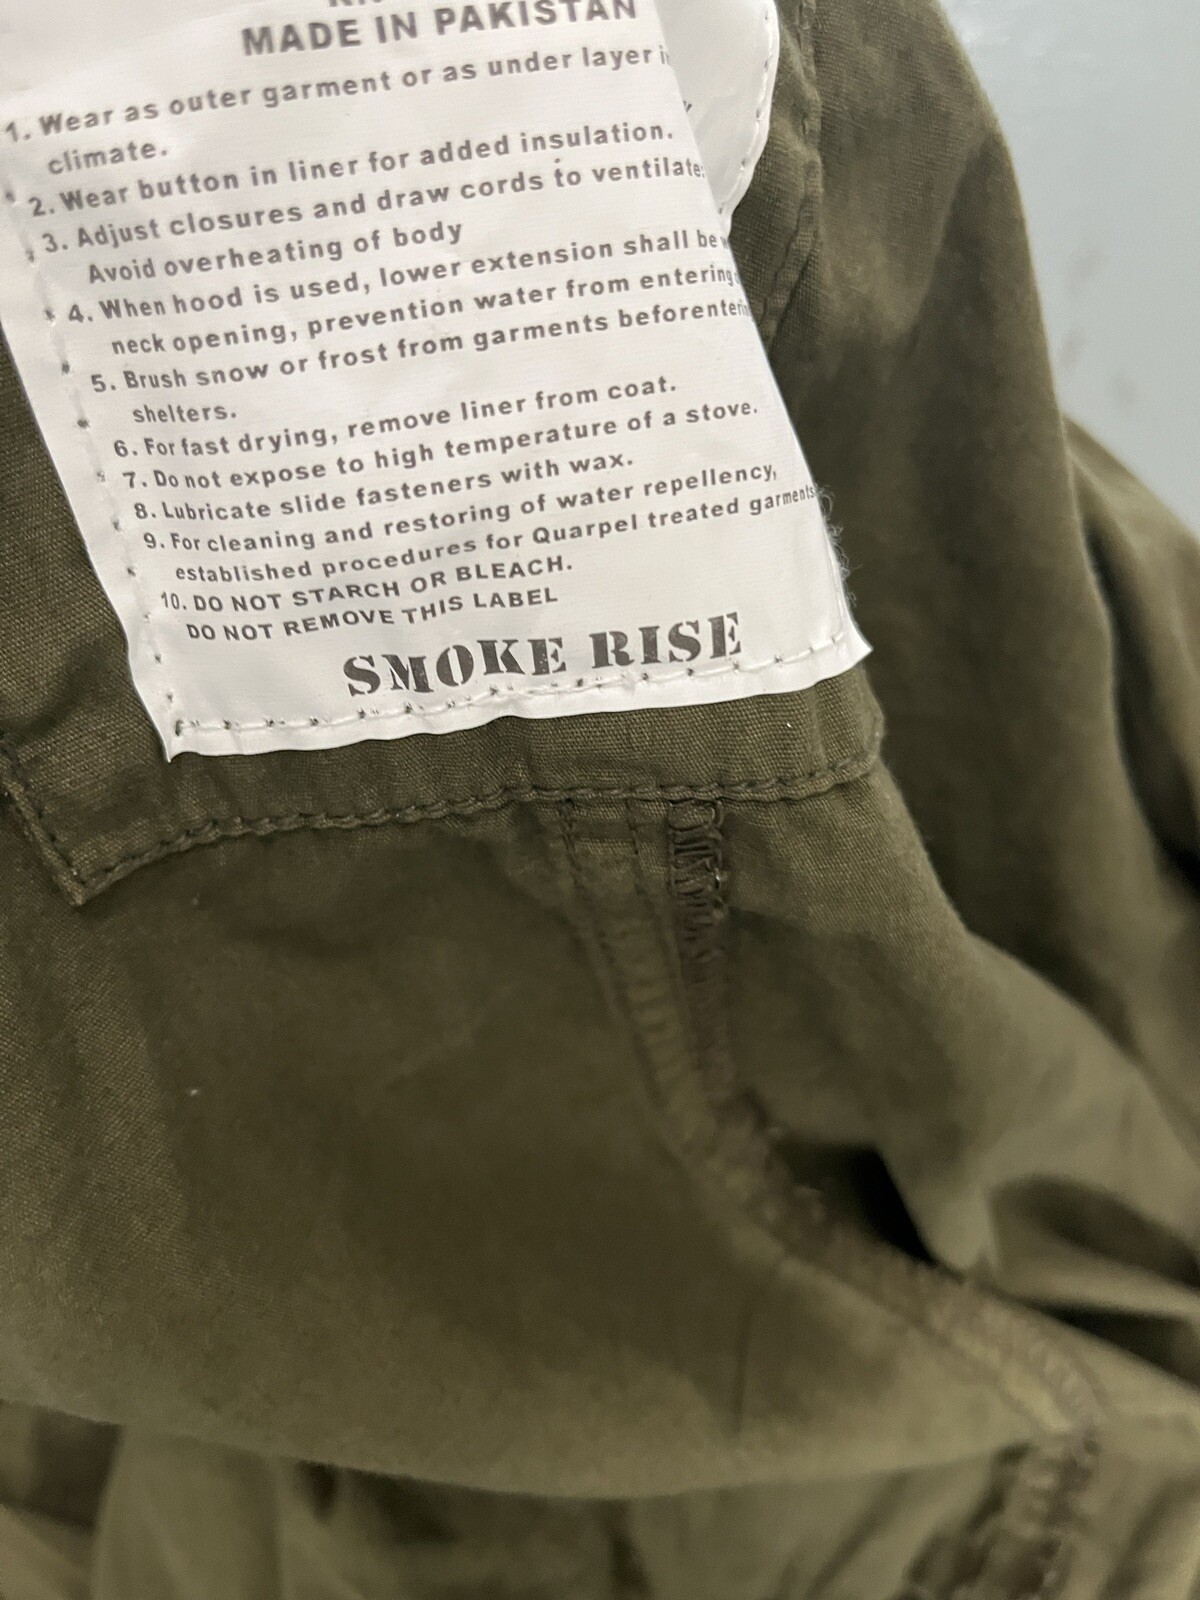 MADE IN PAKISTAN
1. Wear as outer garment or as under layer
climate.
2. Wear button in liner for added insulation.
3. Adjust closures and draw cords to ventilate
Avoid overheating of body
4. When hood is used, lower extension shall be
neck opening, prevention water from entering
5. Brush snow or frost from garments beforentering
shelters.
6. For fast drying, remove liner from coat.
7. Do not expose to high temperature of a stove.
8. Lubricate slide fasteners with wax.
9. For cleaning and restoring of water repellency,
established procedures for Quarpel treated garments
10. DO NOT STARCH OR BLEACH.
DO NOT REMOVE THIS LABEL
SMOKE RISE